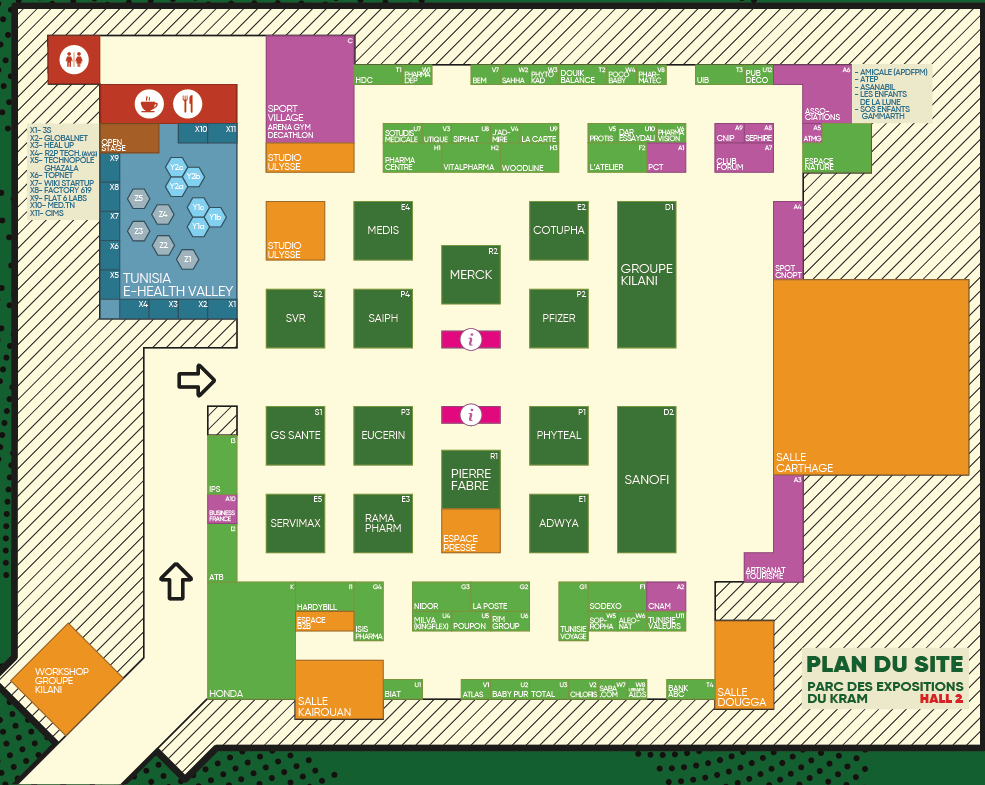 C
SPORT
VILLAGE
ARENA GYM
DECATHLON
STUDIO
ULYSSE
T1
HDC
W1
PHARMA
DEP
V7
BEM
W2
SAHHA
W3
PHYTO
KAD
DOUIK
BALANCE
T2
POCO
BABY
W4
PHAR-
MATEC
V8
UIB
T3
PUB
DECO
U12
A6
ASSO-
CIATIONS
- AMICALE (APDFPM)
- ATEP
- ASANABIL
- LES ENFANTS
DE LA LUNE
- SOS ENFANTS
GAMMARTH
OPEN
STAGE
X10
X11
X9
X8
X7
X6
X5
X4
X3
X2
X1
X1- 3S
X2- GLOBALNET
X3- HEAL UP
X4- R2P TECH.(AVG)
X5- TECHNOPÔLE
GHAZALA
X6- TOPNET
X7- WIKI STARTUP
X8- FACTORY 619
X9- FLAT 6 LABS
X10- MED.TN
X11- CIMS
Y2c
Y2b
Y2a
Y1c
Y1b
Y1a
Z5
Z4
Z3
Z2
Z1
TUNISIA
E-HEALTH VALLEY
SOTUDIS
MEDICALE
U7
UTIQUE
V3
SIPHAT
U8
J'AD-
MIRE
V4
LA CARTE
U9
PHARMA
CENTRE
H1
VITALPHARMA
H2
WOODLINE
H3
PROTIS
V5
DAR
ESSAYDALI
U10
PHARMA
VISION
V6
L'ATELIER
F2
PCT
A1
CNIP
A9
SEPHIRE
A8
CLUB
FORUM
A7
A5
ATMG
ESPACE
NATURE
STUDIO
ULYSSE
E4
MEDIS
R2
MERCK
E2
COTUPHA
D1
GROUPE
KILANI
A4
SPOT
CNOPT
S2
SVR
P4
SAIPH
i
P2
PFIZER
SALLE
CARTHAGE
S1
GS SANTE
P3
EUCERIN
i
P1
PHYTEAL
D2
SANOFI
R1
PIERRE
FABRE
E5
SERVIMAX
E3
RAMA
PHARM
ESPACE
PRESSE
E1
ADWYA
A3
ARTISANAT
TOURISME
I3
IPS
A10
BUSINESS
FRANCE
I2
ATB
K
HONDA
I1
HARDYBILL
ESPACE
B2B
G4
ISIS
PHARMA
G3
NIDOR
G2
LA POSTE
MILVA
(KINGFLEX)
U4
POUPON
U5
RIM
GROUP
U6
G1
TUNISIE
VOYAGE
F1
SODEXO
A2
CNAM
SOP-
ROPHA
W5
ALEO-
NAT
W6
TUNISIE
VALEURS
U11
SALLE
KAIROUAN
U1
BIAT
V1
ATLAS
U2
BABY PUR
U3
TOTAL
V2
CHLORIS
W7
SABA
.COM
W8
AIDS
BANK
ABC
T4
SALLE
DOUGGA
WORKSHOP
GROUPE
KILANI
PLAN DU SITE
PARC DES EXPOSITIONS
DU KRAM HALL 2